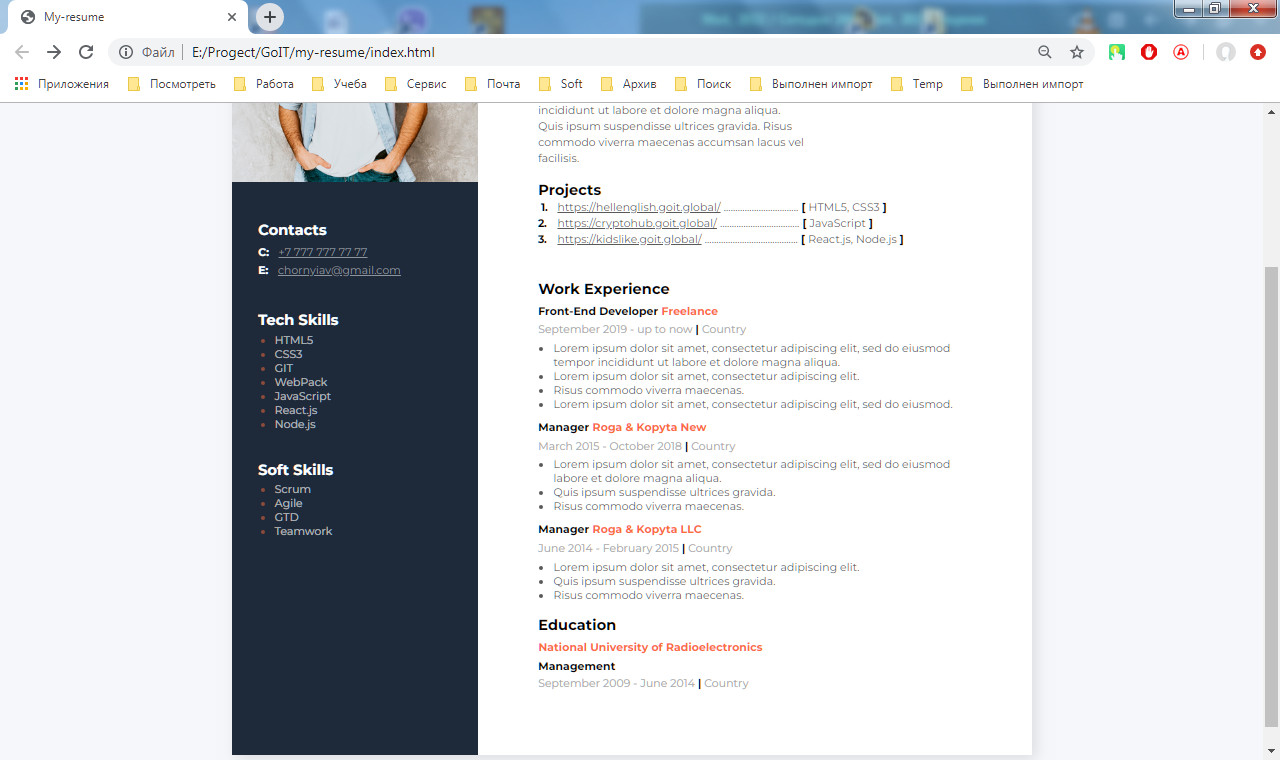 My-resume
Файл | E:/Progect/GoIT/my-resume/index.html
Приложения Посмотреть Работа Учеба Сервис Почта Soft Архив Поиск Выполнен импорт Temp Выполнен импорт
Contacts
C: +7 777 777 77 77
E: chornyiav@gmail.com
Tech Skills
HTML5
CSS3
GIT
WebPack
JavaScript
React.js
Node.js
Soft Skills
Scrum
Agile
GTD
Teamwork
incididunt ut labore et dolore magna aliqua.
Quis ipsum suspendisse ultrices gravida. Risus
commodo viverra maecenas accumsan lacus vel
facilisis.
Projects
1. https://hellenglish.goit.global/ ................................ [ HTML5, CSS3 ]
2. https://cryptohub.goit.global/ .................................. [ JavaScript ]
3. https://kidslike.goit.global/ ........................................ [ React.js, Node.js ]
Work Experience
Front-End Developer Freelance
September 2019 - up to now | Country
• Lorem ipsum dolor sit amet, consectetur adipiscing elit, sed do eiusmod
tempor incididunt ut labore et dolore magna aliqua.
• Lorem ipsum dolor sit amet, consectetur adipiscing elit.
• Risus commodo viverra maecenas.
• Lorem ipsum dolor sit amet, consectetur adipiscing elit, sed do eiusmod.
Manager Roga & Kopyta New
March 2015 - October 2018 | Country
• Lorem ipsum dolor sit amet, consectetur adipiscing elit, sed do eiusmod
labore et dolore magna aliqua.
• Quis ipsum suspendisse ultrices gravida.
• Risus commodo viverra maecenas.
Manager Roga & Kopyta LLC
June 2014 - February 2015 | Country
• Lorem ipsum dolor sit amet, consectetur adipiscing elit.
• Quis ipsum suspendisse ultrices gravida.
• Risus commodo viverra maecenas.
Education
National University of Radioelectronics
Management
September 2009 - June 2014 | Country